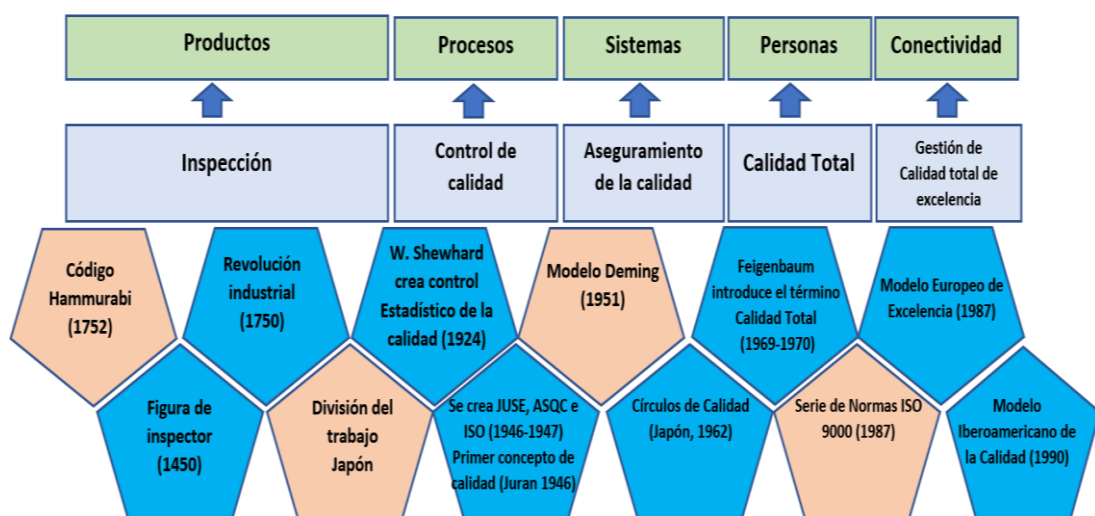 Productos
Procesos
Sistemas
Personas
Conectividad
Inspección
Control de
calidad
Aseguramiento
de la calidad
Calidad Total
Gestión de
Calidad total de
excelencia
Código
Hammurabi
(1752)
Revolución
industrial
(1750)
W. Shewhard
crea control
Estadístico de la
calidad (1924)
Modelo Deming
(1951)
Feigenbaum
introduce el término
Calidad Total
(1969-1970)
Modelo Europeo de
Excelencia (1987)
Figura de
inspector
(1450)
División del
trabajo
Japón
Se crea JUSE, ASQC e
ISO (1946-1947)
Primer concepto de
calidad (Juran 1946)
Círculos de Calidad
(Japón, 1962)
Serie de Normas ISO
9000 (1987)
Modelo
Iberoamericano de
la Calidad (1990)